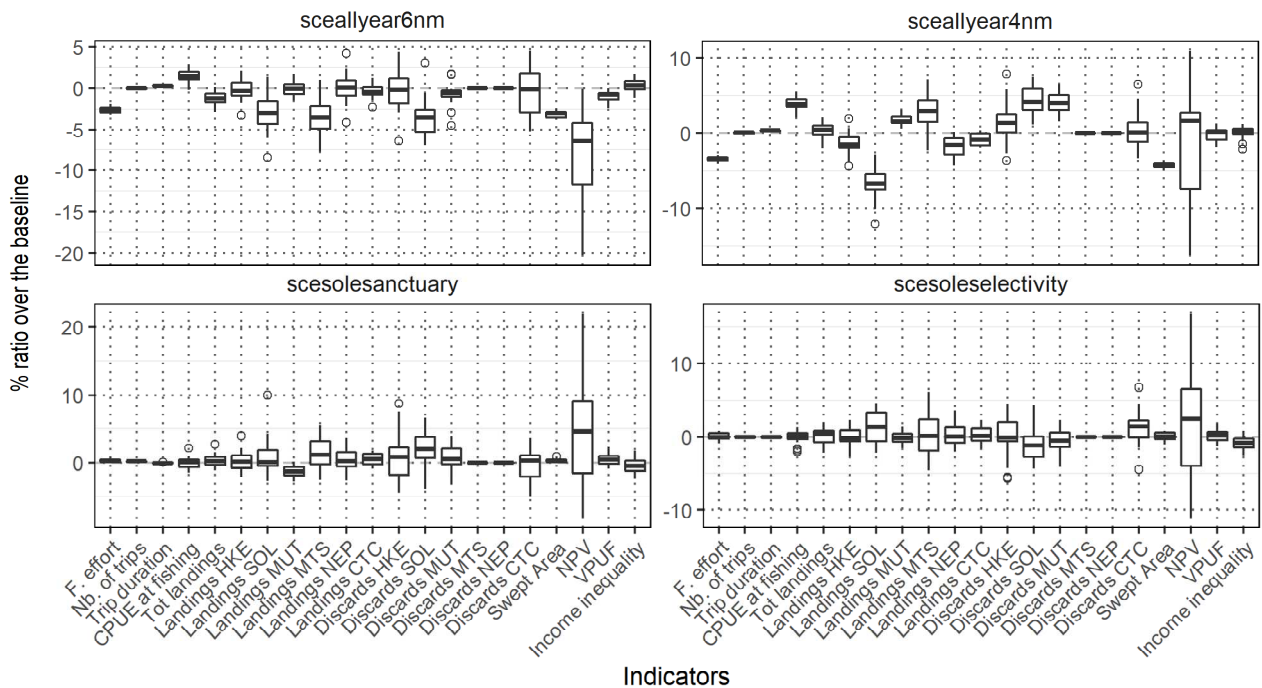 sceallyear6nm
sceallyear4nm
5
0
-5
-10
-15
-20
10
0
-10
scesolesanctuary
scesoleselectivity
20
10
0
10
0
-10
% ratio over the baseline
F. effort
Nb. of trips
Trip duration
CPUE at fishing
Tot landings
Landings HKE
Landings SOL
Landings MUT
Landings MTS
Landings NEP
Landings CTC
Discards HKE
Discards SOL
Discards MUT
Discards MTS
Discards NEP
Discards CTC
Swept Area
NPV
VPUF
Income inequality
F. effort
Nb. of trips
Trip duration
CPUE at fishing
Tot landings
Landings HKE
Landings SOL
Landings MUT
Landings MTS
Landings NEP
Landings CTC
Discards HKE
Discards SOL
Discards MUT
Discards MTS
Discards NEP
Discards CTC
Swept Area
NPV
VPUF
Income inequality
Indicators